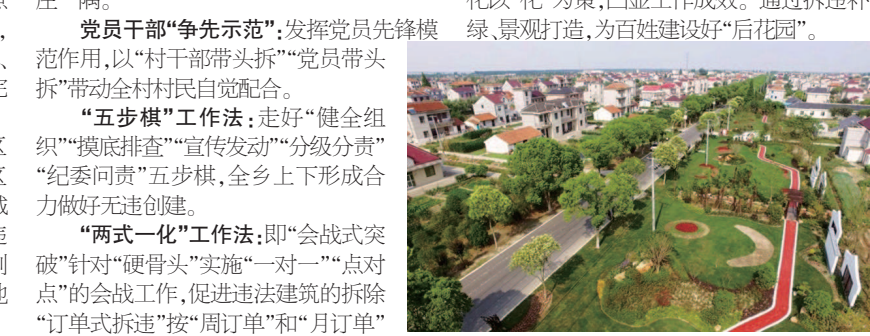 党员干部“争先示范”:发挥党员先锋模
范作用,以“村干部带头拆”“党员带头
拆”带动全村村民自觉配合。
“五步棋”工作法:走好“健全组
织”“摸底排查”“宣传发动”“分级分责”
“纪委问责”五步棋,全乡上下形成合
力做好无违创建。
“两式一化”工作法:即“会战式突
破”针对“硬骨头”实施“一对一”“点对
点”的会战工作,促进违法建筑的拆除
“订单式拆违”按“周订单”和“月订单”
绿、景观打造,为百姓建设好“后花园”。